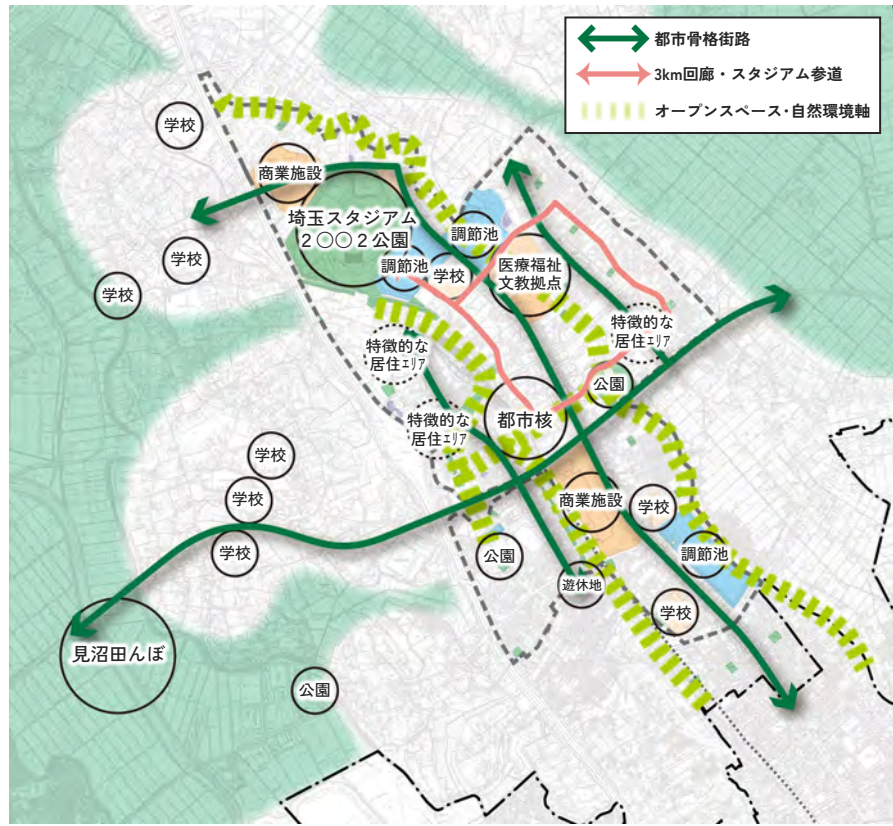 都市骨格街路
3km回廊・スタジアム参道
オープンスペース・自然環境軸
学校
商業施設
埼玉スタジアム
2〇〇2公園
調節池
調節池
学校
医療福祉
文教拠点
学校
学校
特徴的な
居住ｴﾘｱ
特徴的な
居住ｴﾘｱ
公園
特徴的な
居住ｴﾘｱ
都市核
学校
学校
商業施設
学校
学校
公園
調節池
遊休地
学校
見沼田んぼ
公園